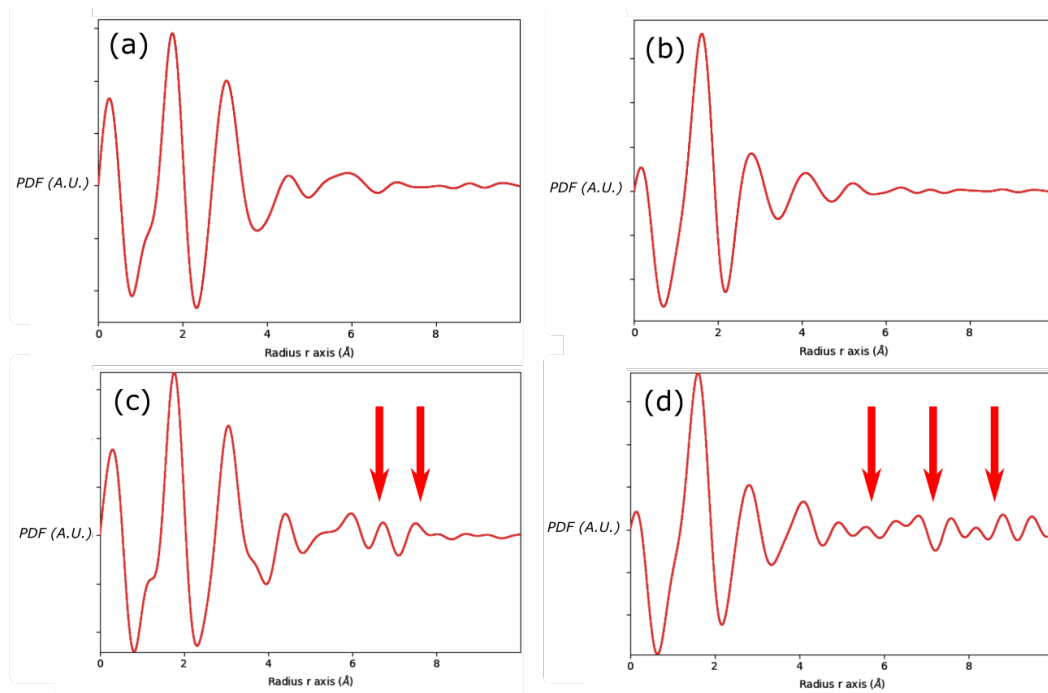 (a)
PDF (A.U.)
0 2 4 6 8
Radius r axis (Å)
(b)
PDF (A.U.)
0 2 4 6 8
Radius r axis (Å)
(c)
PDF (A.U.)
0 2 4 6 8
Radius r axis (Å)
(d)
PDF (A.U.)
0 2 4 6 8
Radius r axis (Å)